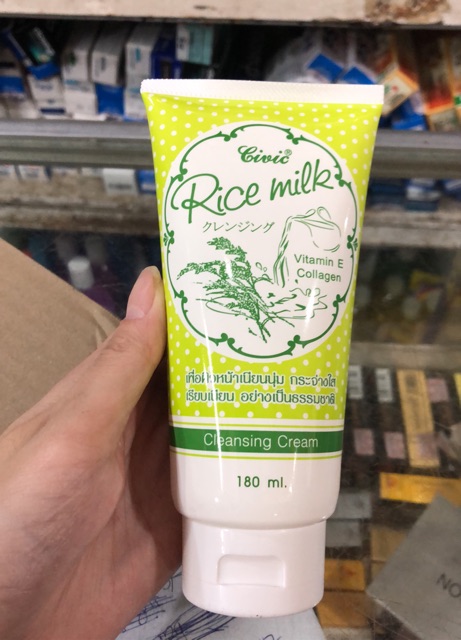 Civic®
Rice milk
クレンジング
Vitamin E
Collagen
เพื่อผิวหน้าเนียนนุ่ม กระจ่างใส
เรียบเนียน อย่างเป็นธรรมชาติ
Cleansing Cream
180 ml.
NO